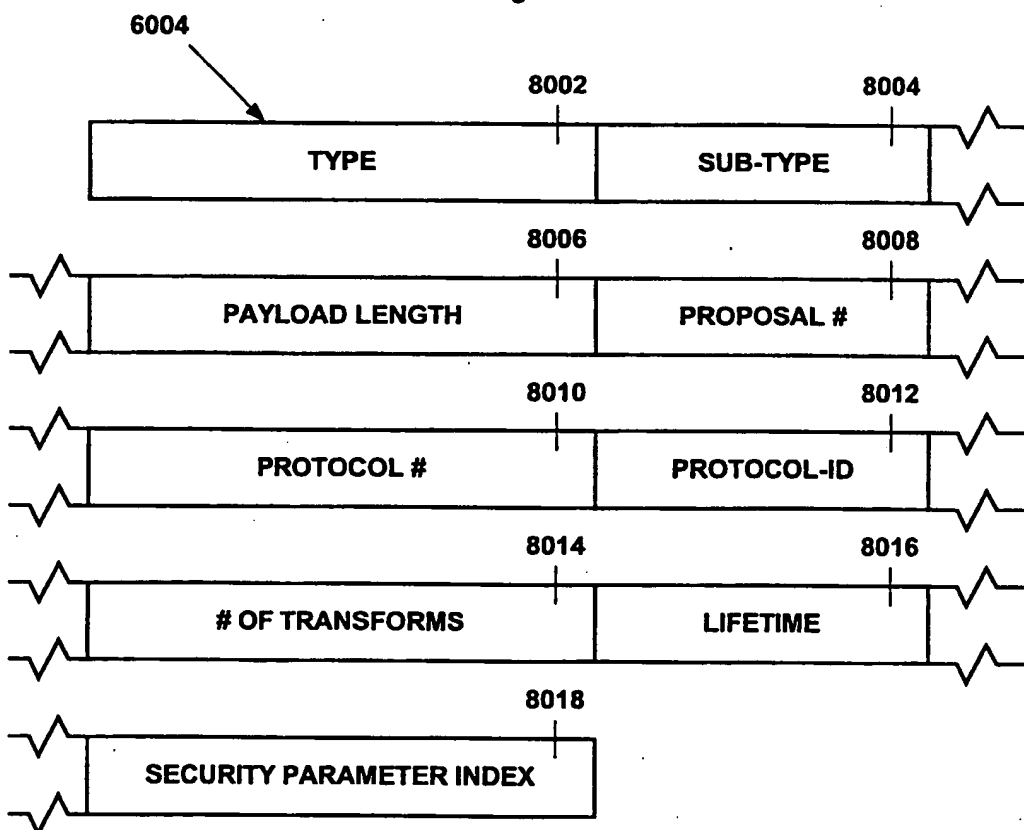 6004
8002 8004
TYPE SUB-TYPE
8006 8008
PAYLOAD LENGTH PROPOSAL #
8010 8012
PROTOCOL # PROTOCOL-ID
8014 8016
# OF TRANSFORMS LIFETIME
8018
SECURITY PARAMETER INDEX